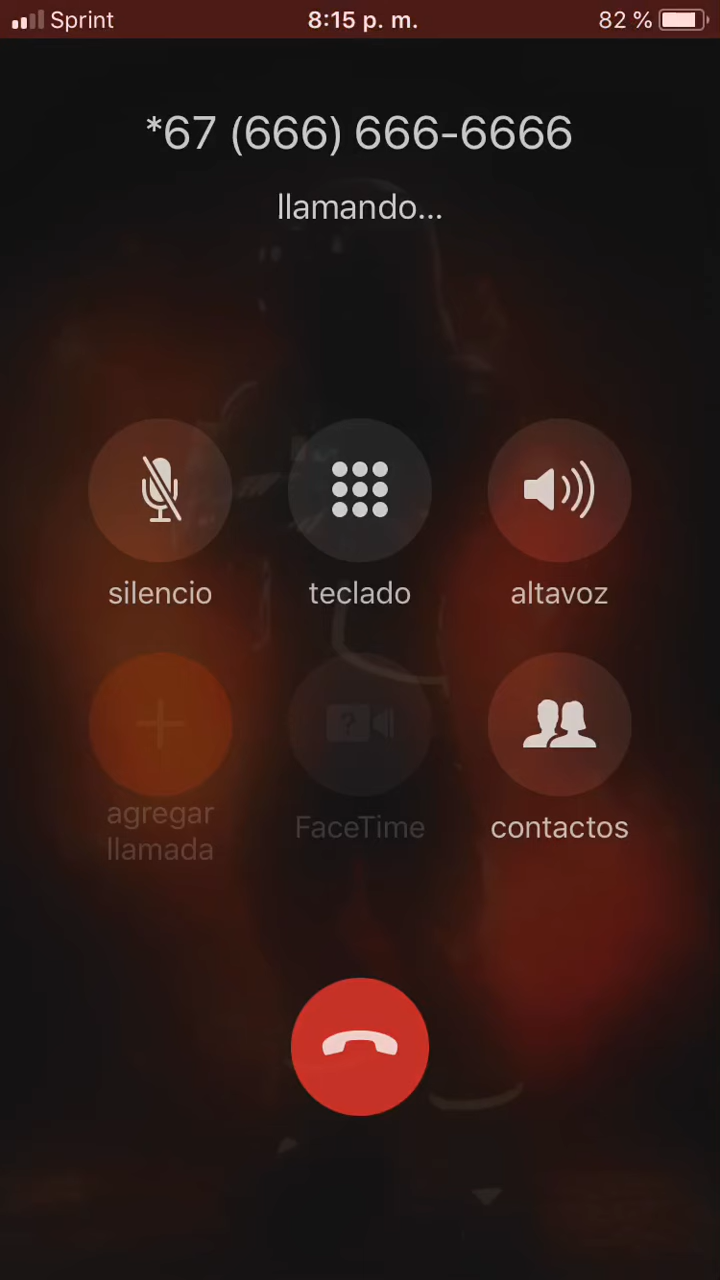 Sprint 8:15 p. m. 82 %
*67 (666) 666-6666
llamando...
silencio teclado altavoz
agregar llamada FaceTime contactos